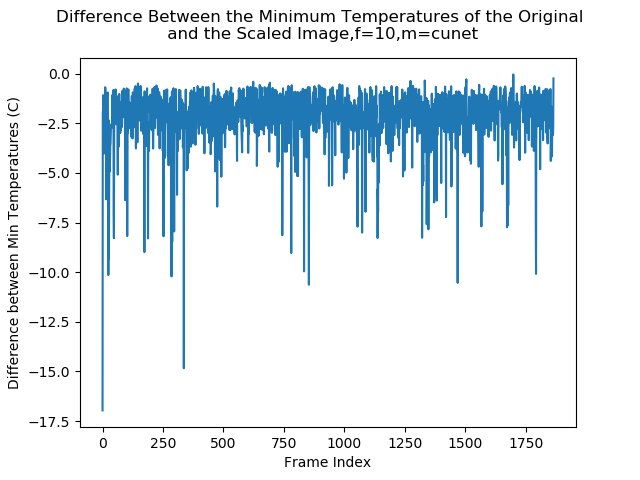 Difference Between the Minimum Temperatures of the Original
and the Scaled Image,f=10,m=cunet
Difference between Min Temperatures (C)
0.0
−2.5
−5.0
−7.5
−10.0
−12.5
−15.0
−17.5
0 250 500 750 1000 1250 1500 1750
Frame Index